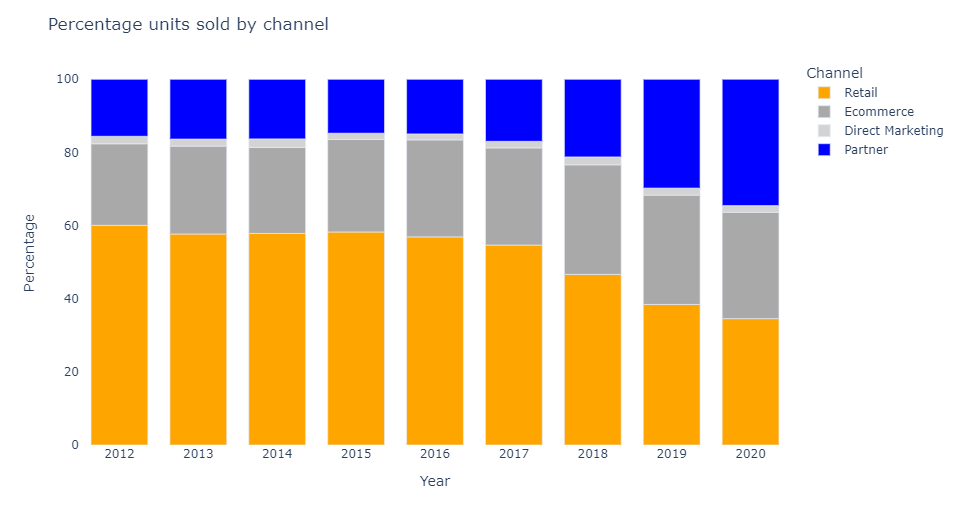 Percentage units sold by channel
Channel
Retail
Ecommerce
Direct Marketing
Partner
100
80
60
40
20
0
Percentage
2012 2013 2014 2015 2016 2017 2018 2019 2020
Year